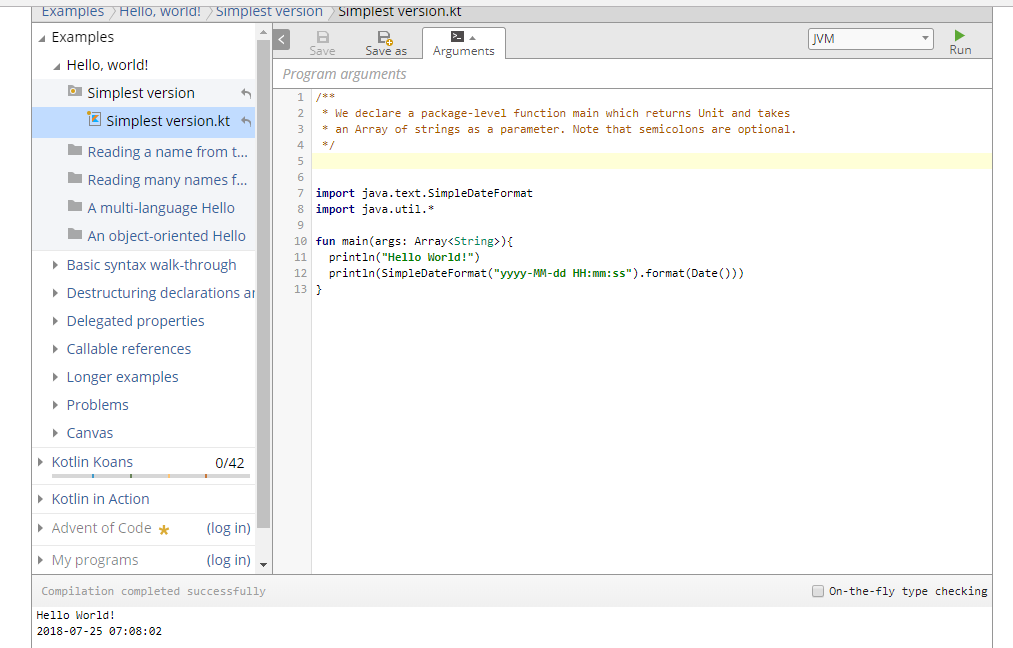 Examples Hello, world! Simplest version Simplest version.kt
Examples
Hello, world!
Simplest version
Simplest version.kt
Reading a name from t...
Reading many names f...
A multi-language Hello
An object-oriented Hello
Basic syntax walk-through
Destructuring declarations an
Delegated properties
Callable references
Longer examples
Problems
Canvas
Kotlin Koans 0/42
Kotlin in Action
Advent of Code (log in)
My programs (log in)
Save Save as Arguments JVM Run
Program arguments
1 /**
2 * We declare a package-level function main which returns Unit and takes
3 * an Array of strings as a parameter. Note that semicolons are optional.
4 */
5
6
7 import java.text.SimpleDateFormat
8 import java.util.*
9
10 fun main(args: Array<String>){
11 println("Hello World!")
12 println(SimpleDateFormat("yyyy-MM-dd HH:mm:ss").format(Date()))
13 }
Compilation completed successfully On-the-fly type checking
Hello World!
2018-07-25 07:08:02